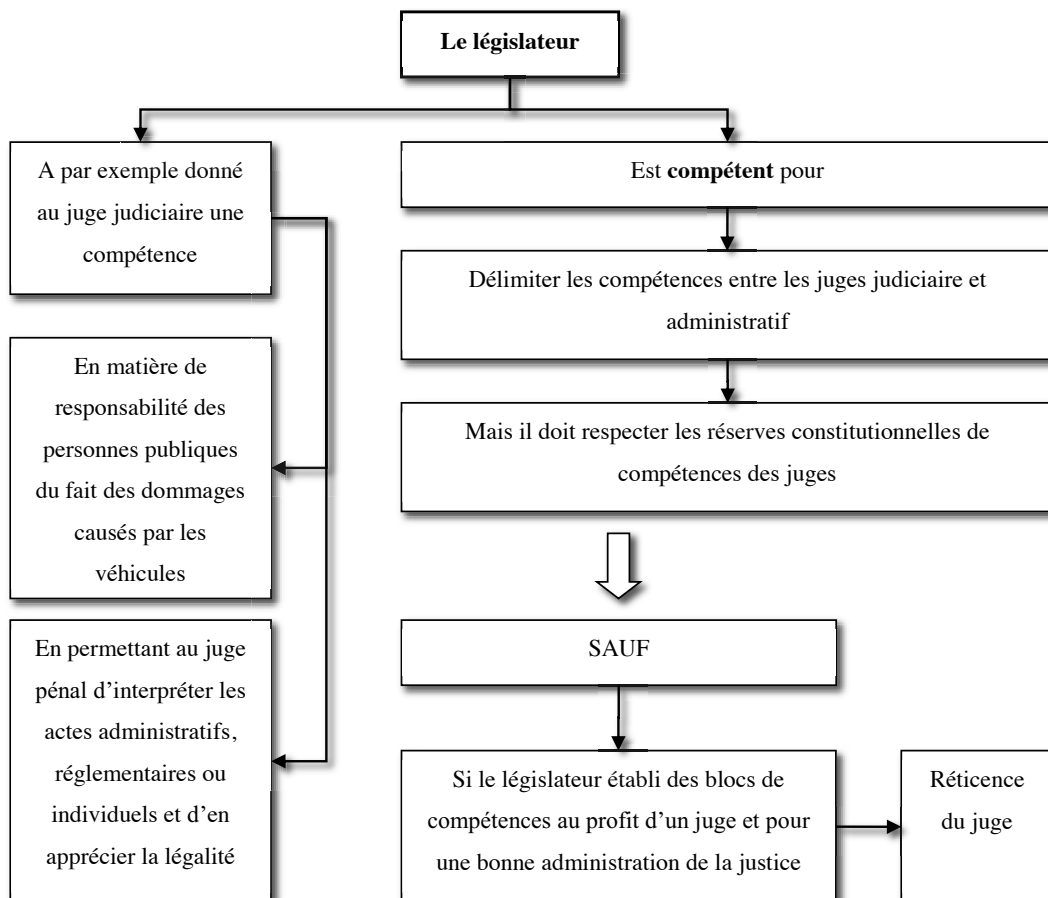 Le législateur
A par exemple donné
au juge judiciaire une
compétence
En matière de
responsabilité des
personnes publiques
du fait des dommages
causés par les
véhicules
En permettant au juge
pénal d'interpréter les
actes administratifs,
réglementaires ou
individuels et d'en
apprécier la légalité
Est compétent pour
Délimiter les compétences entre les juges judiciaire et
administratif
Mais il doit respecter les réserves constitutionnelles de
compétences des juges
SAUF
Si le législateur établi des blocs de
compétences au profit d'un juge et pour
une bonne administration de la justice
Réticence
du juge